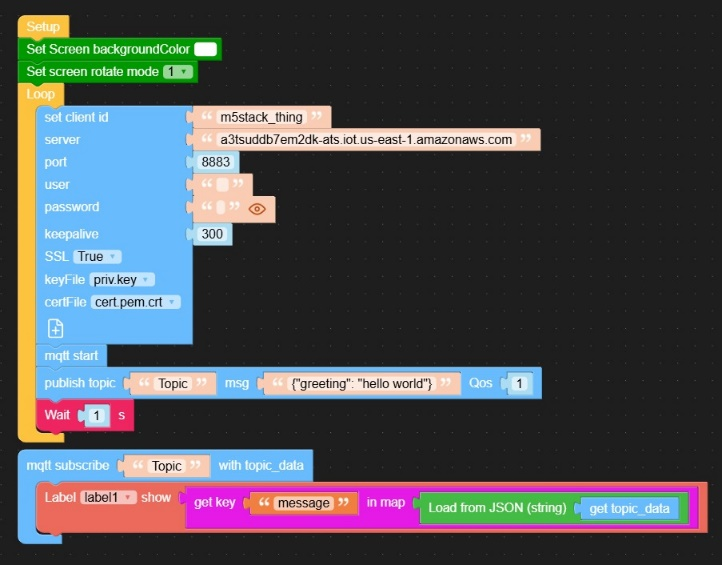 Setup
Set Screen backgroundColor
Set screen rotate mode 1
Loop
set client id “ m5stack_thing ”
server “ a3tsuddb7em2dk-ats.iot.us-east-1.amazonaws.com ”
port 8883
user “ ”
password “ ”
keepalive 300
SSL True
keyFile priv.key
certFile cert.pem.crt
mqtt start
publish topic “ Topic ” msg “ {"greeting": "hello world"} ” Qos 1
Wait 1 s
mqtt subscribe “ Topic ” with topic_data
Label label1 show get key “ message ” in map Load from JSON (string) get topic_data